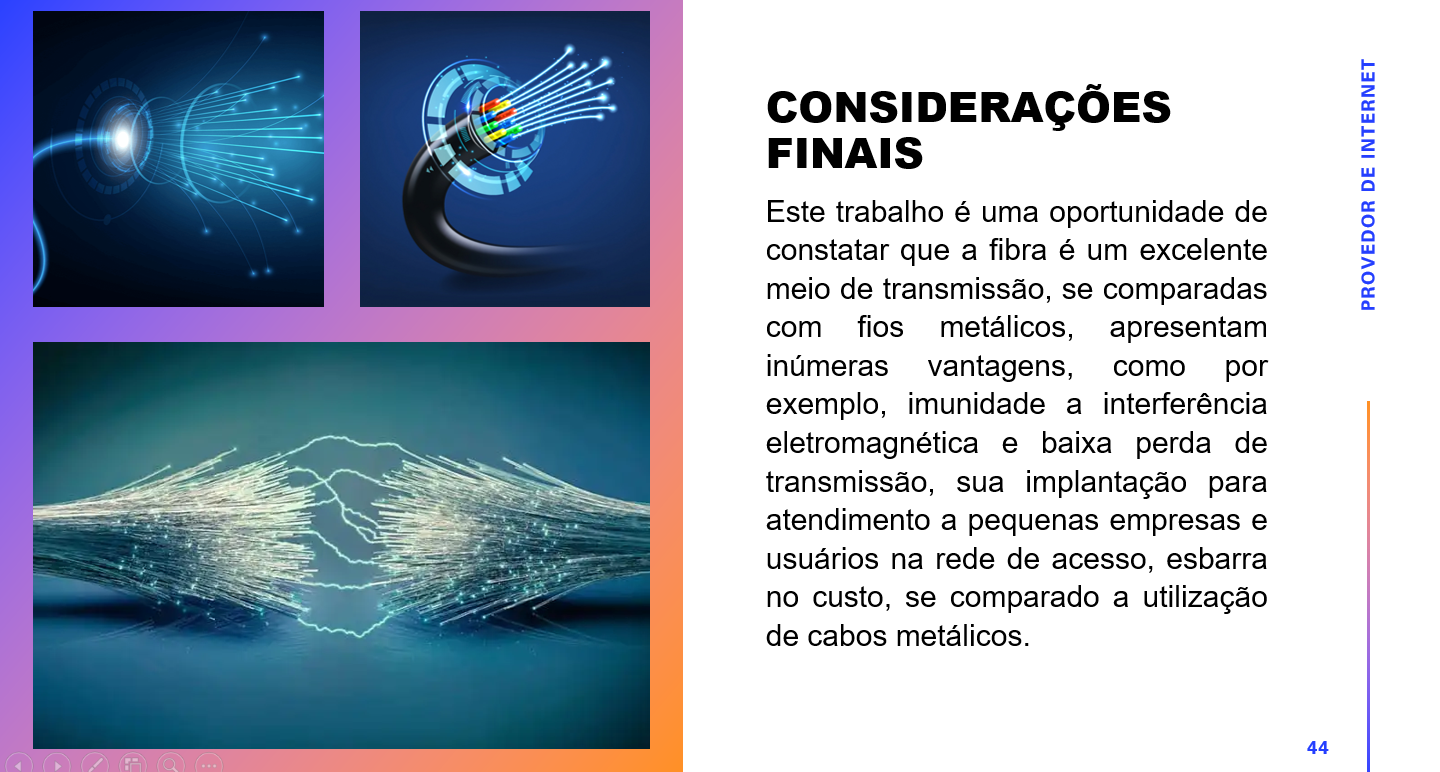 CONSIDERAÇÕES
FINAIS
Este trabalho é uma oportunidade de
constatar que a fibra é um excelente
meio de transmissão, se comparadas
com fios metálicos, apresentam
inúmeras vantagens, como por
exemplo, imunidade a interferência
eletromagnética e baixa perda de
transmissão, sua implantação para
atendimento a pequenas empresas e
usuários na rede de acesso, esbarra
no custo, se comparado a utilização
de cabos metálicos.
PROVEDOR DE INTERNET
44